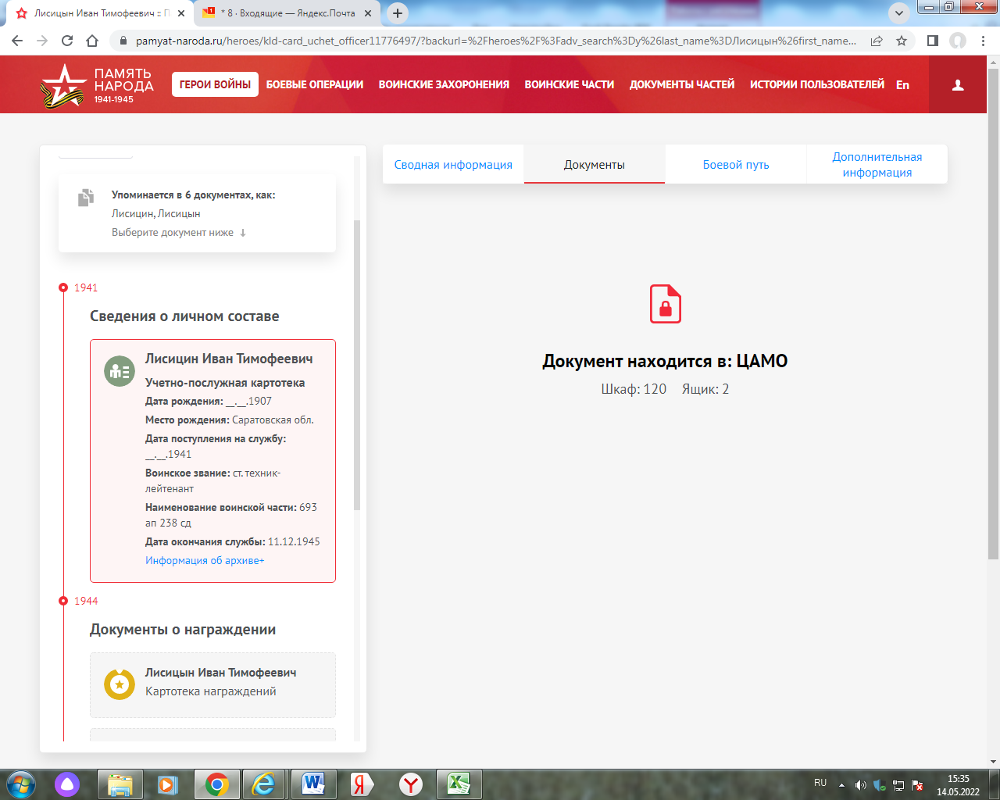 Лисицын Иван Тимофеевич :: П
* 8 · Входящие — Яндекс.Почта
pamyat-naroda.ru/heroes/kld-card_uchet_officer11776497/?backurl=%2Fheroes%2F%3Fadv_search%3Dy%26last_name%3DЛисицын%26first_name...
ПАМЯТЬ
НАРОДА
1941-1945
ГЕРОИ ВОЙНЫ
БОЕВЫЕ ОПЕРАЦИИ
ВОИНСКИЕ ЗАХОРОНЕНИЯ
ВОИНСКИЕ ЧАСТИ
ДОКУМЕНТЫ ЧАСТЕЙ
ИСТОРИИ ПОЛЬЗОВАТЕЛЕЙ
En
Упоминается в 6 документах, как:
Лисицин, Лисицын
Выберите документ ниже ↓
1941
Сведения о личном составе
Лисицин Иван Тимофеевич
Учетно-послужная картотека
Дата рождения: __.__.1907
Место рождения: Саратовская обл.
Дата поступления на службу:
__.__.1941
Воинское звание: ст. техник-
лейтенант
Наименование воинской части: 693
ап 238 сд
Дата окончания службы: 11.12.1945
Информация об архиве+
1944
Документы о награждении
Лисицын Иван Тимофеевич
Картотека награждений
Сводная информация
Документы
Боевой путь
Дополнительная
информация
Документ находится в: ЦАМО
Шкаф: 120 Ящик: 2
RU
15:35
14.05.2022